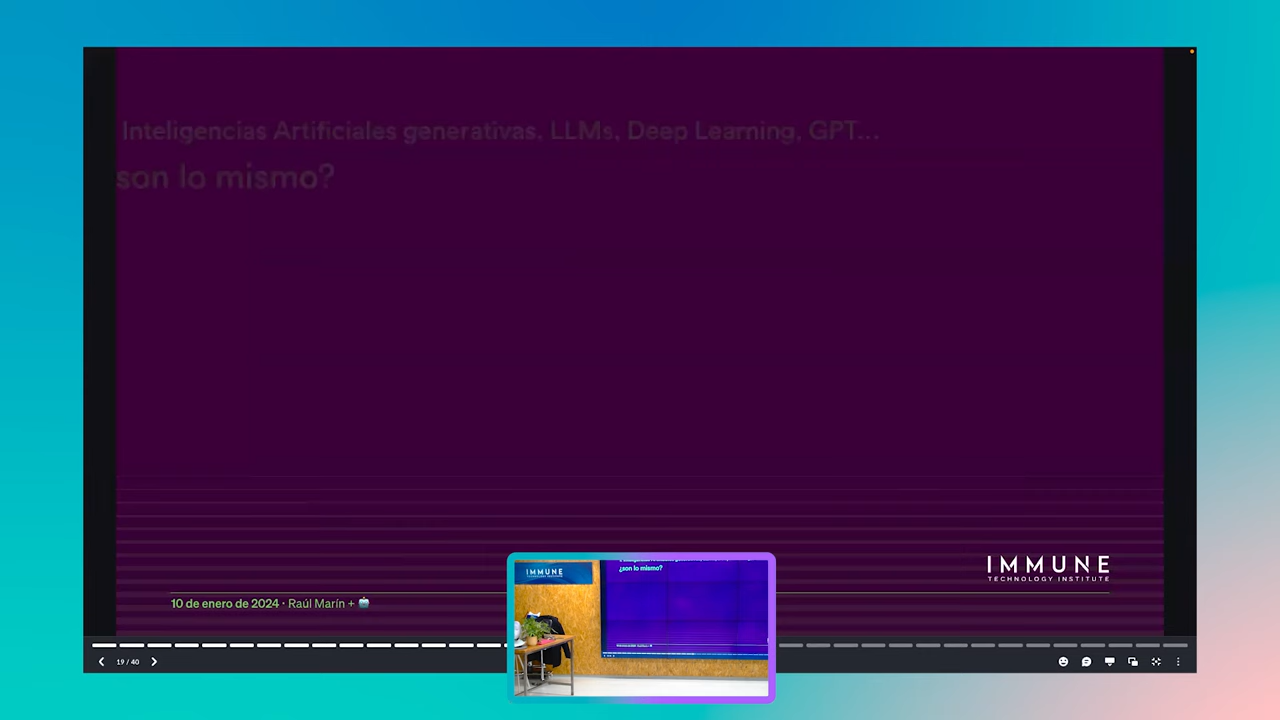 Inteligencias Artificiales generativas, LLMs, Deep Learning, GPT...
son lo mismo?
IMMUNE
TECHNOLOGY INSTITUTE
10 de enero de 2024 · Raúl Marín + 🤖
19 / 40
IMMUNE
¿son lo mismo?